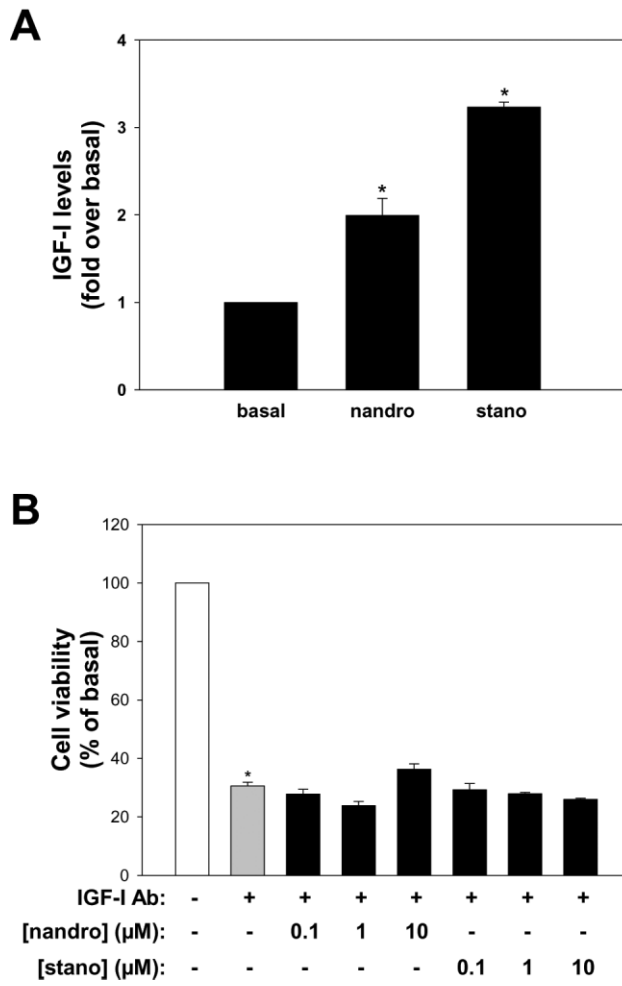 A
IGF-I levels
(fold over basal)
4
3
2
1
0
*
*
basal nandro stano
B
Cell viability
(% of basal)
120
100
80
60
40
20
0
*
IGF-I Ab: - + + + + + + +
[nandro] (µM): - - 0.1 1 10 - - -
[stano] (µM): - - - - - 0.1 1 10